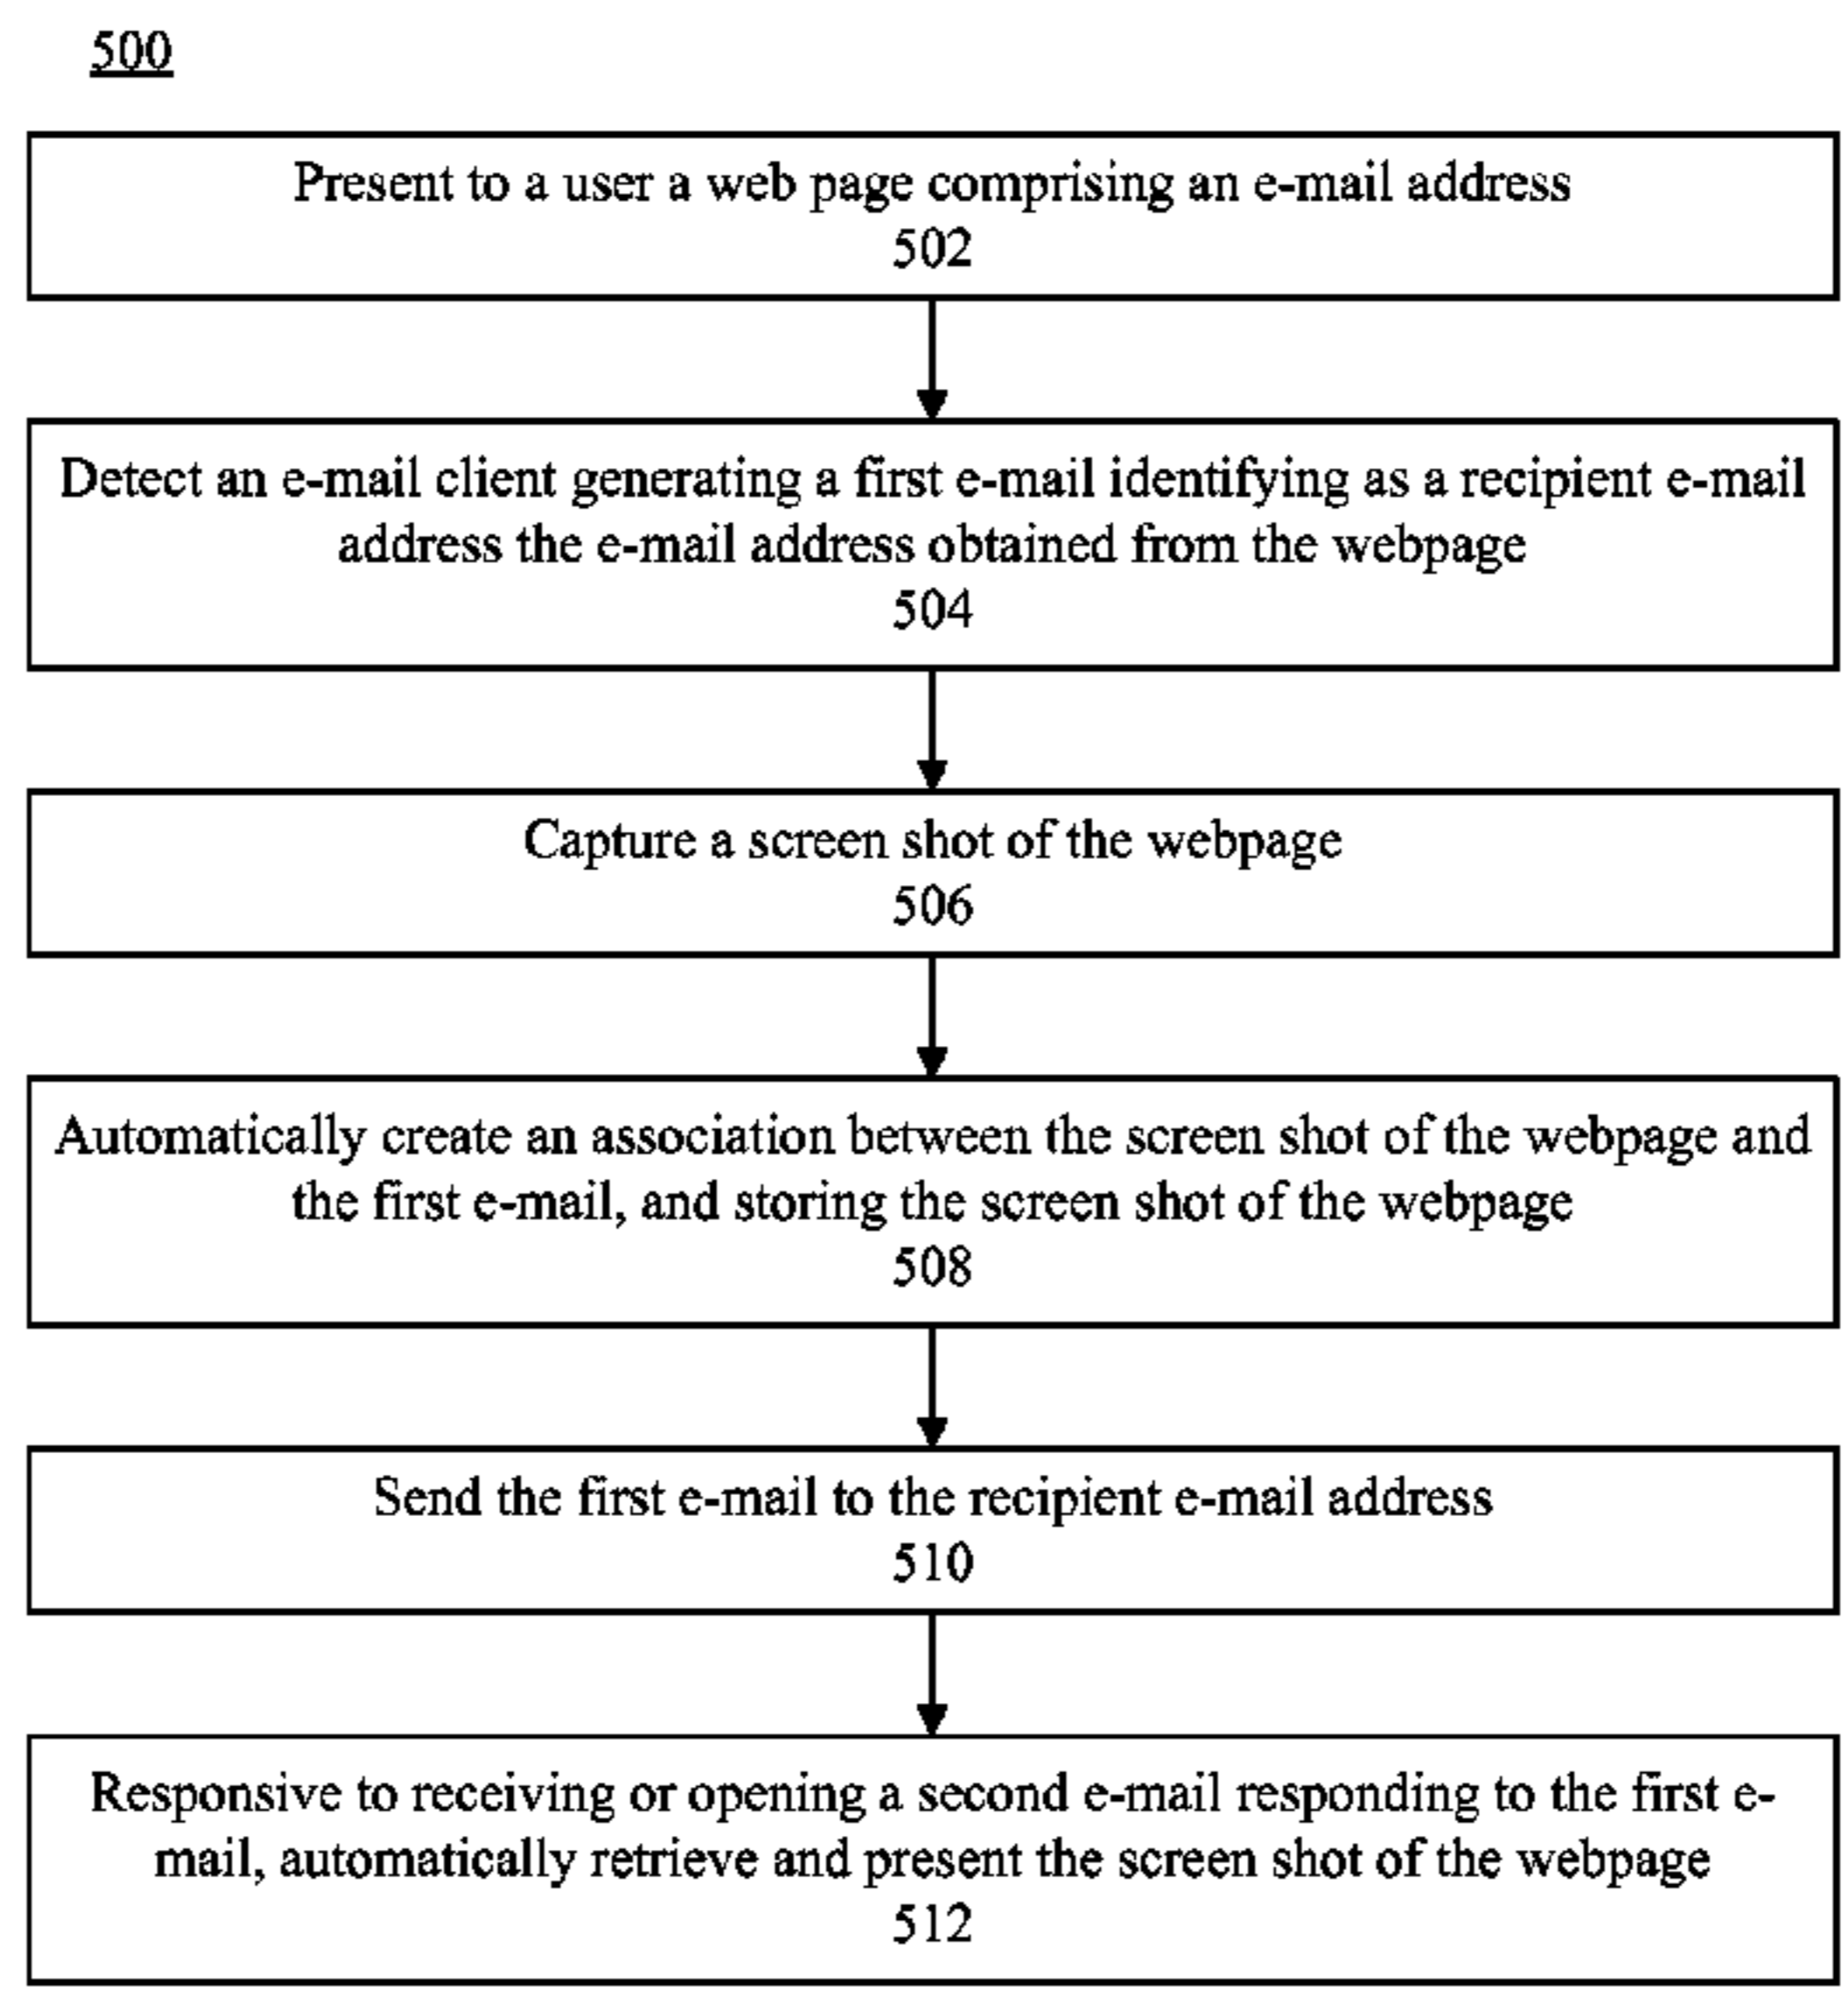 500
Present to a user a web page comprising an e-mail address
502
Detect an e-mail client generating a first e-mail identifying as a recipient e-mail
address the e-mail address obtained from the webpage
504
Capture a screen shot of the webpage
506
Automatically create an association between the screen shot of the webpage and
the first e-mail, and storing the screen shot of the webpage
508
Send the first e-mail to the recipient e-mail address
510
Responsive to receiving or opening a second e-mail responding to the first e-
mail, automatically retrieve and present the screen shot of the webpage
512